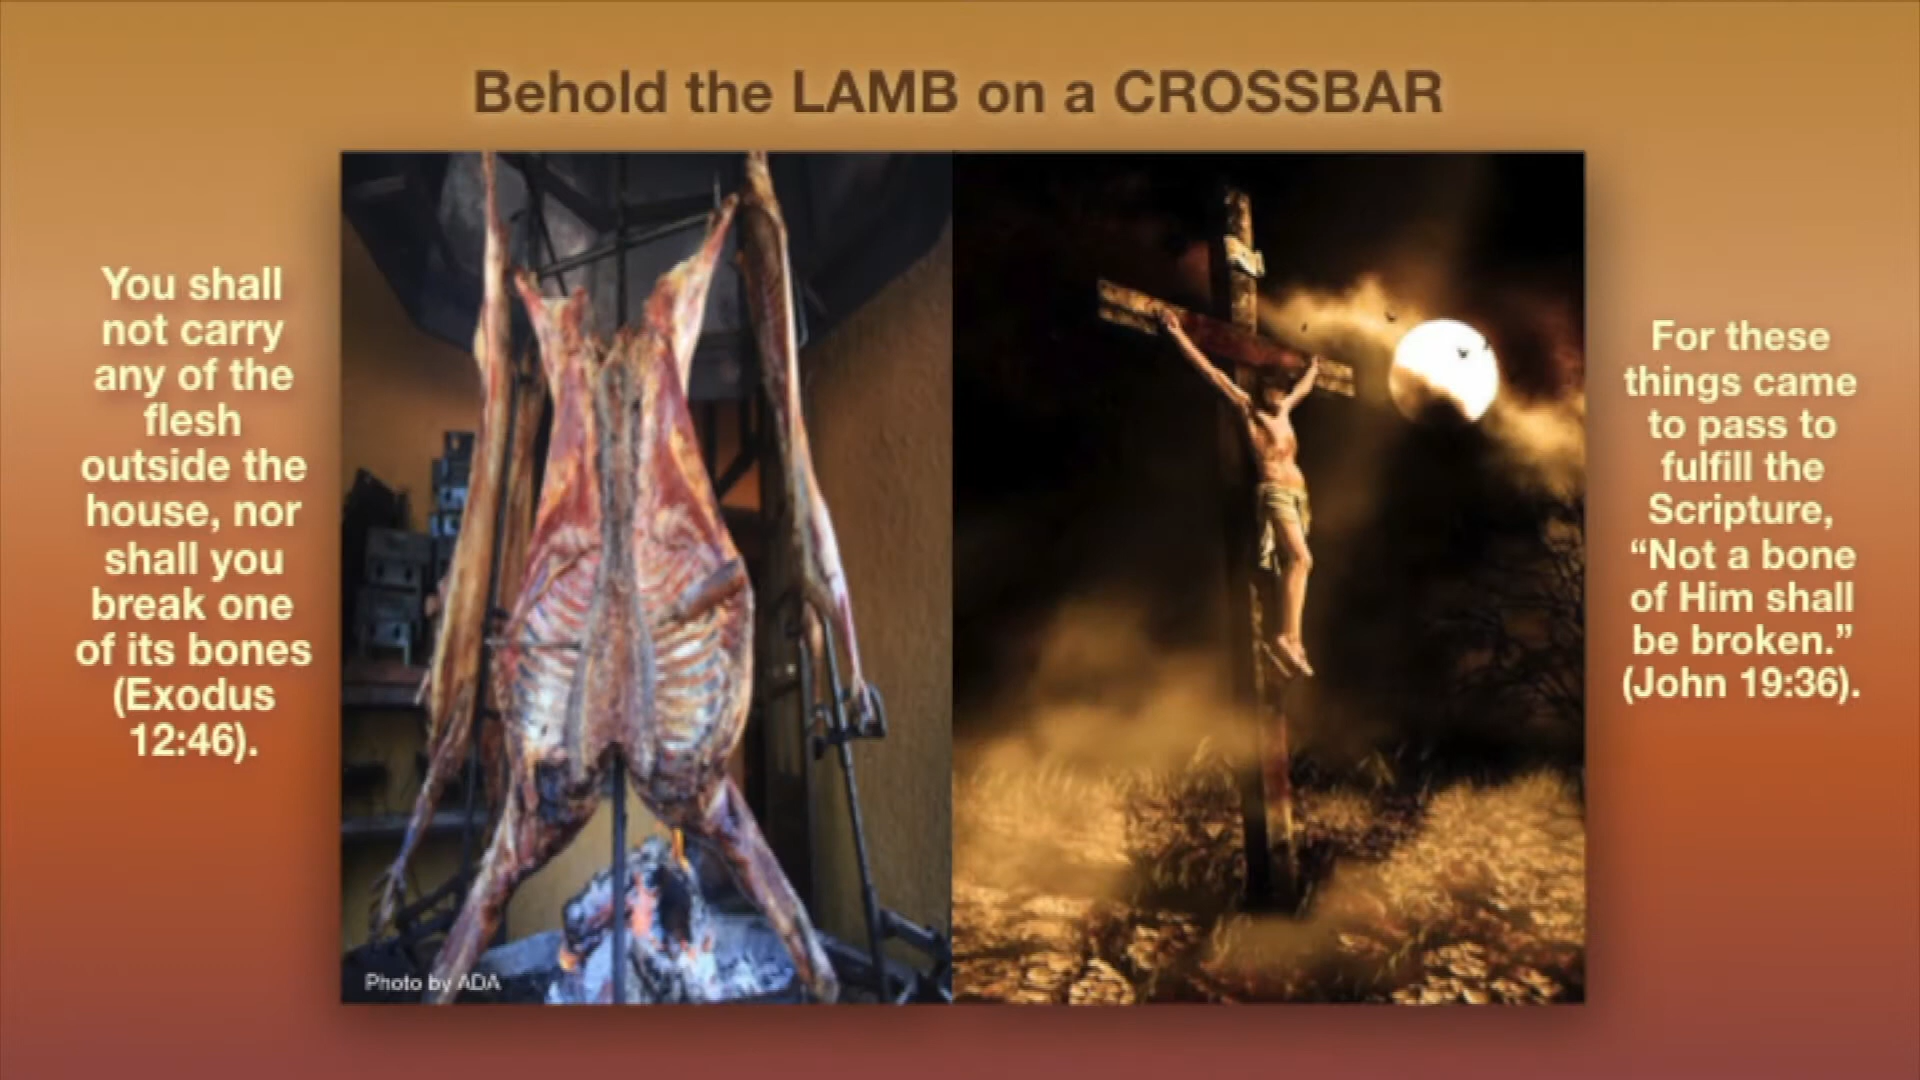 Behold the LAMB on a CROSSBAR
You shall
not carry
any of the
flesh
outside the
house, nor
shall you
break one
of its bones
(Exodus
12:46).
Photo by ADA
For these
things came
to pass to
fulfill the
Scripture,
“Not a bone
of Him shall
be broken.”
(John 19:36).